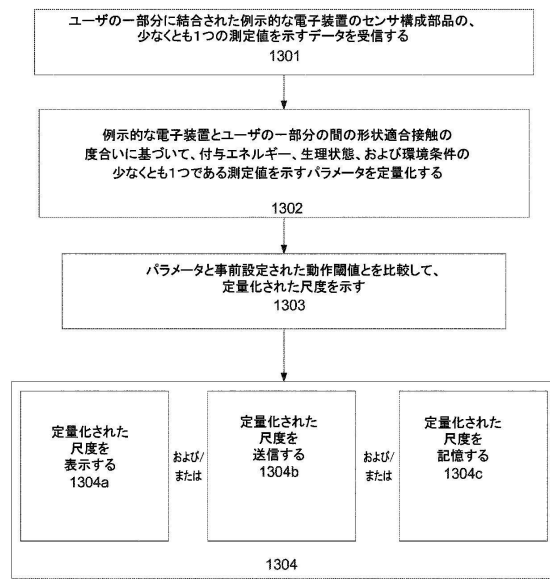 ユーザの一部分に結合された例示的な電子装置のセンサ構成部品の、
少なくとも1つの測定値を示すデータを受信する
1301
例示的な電子装置とユーザの一部分の間の形状適合接触の
度合いに基づいて、付与エネルギー、生理状態、および環境条件の
少なくとも1つである測定値を示すパラメータを定量化する
1302
パラメータと事前設定された動作閾値とを比較して、
定量化された尺度を示す
1303
定量化された
尺度を
表示する
1304a
および/
または
定量化された
尺度を
送信する
1304b
および/
または
定量化された
尺度を
記憶する
1304c
1304